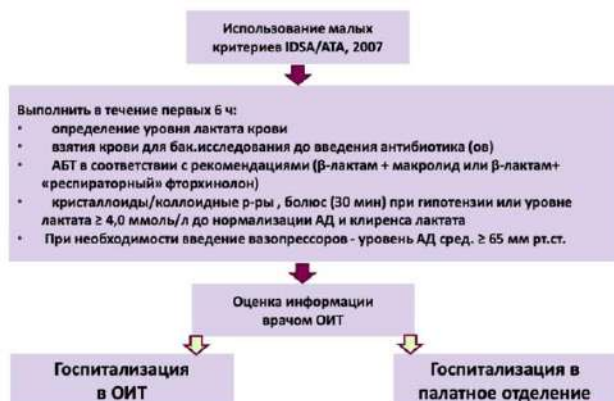 Использование малых
критериев IDSA/ATA, 2007
Выполнить в течение первых 6 ч:
• определение уровня лактата крови
• взятия крови для бак.исследования до введения антибиотика (ов)
• АБТ в соответствии с рекомендациями (β-лактам + макролид или β-лактам+
«респираторный» фторхинолон)
• кристаллоиды/коллоидные р-ры , болюс (30 мин) при гипотензии или уровне
лактата ≥ 4,0 ммоль/л до нормализации АД и клиренса лактата
• При необходимости введение вазопрессоров - уровень АД сред. ≥ 65 мм рт.ст.
Оценка информации
врачом ОИТ
Госпитализация
в ОИТ
Госпитализация в
палатное отделение